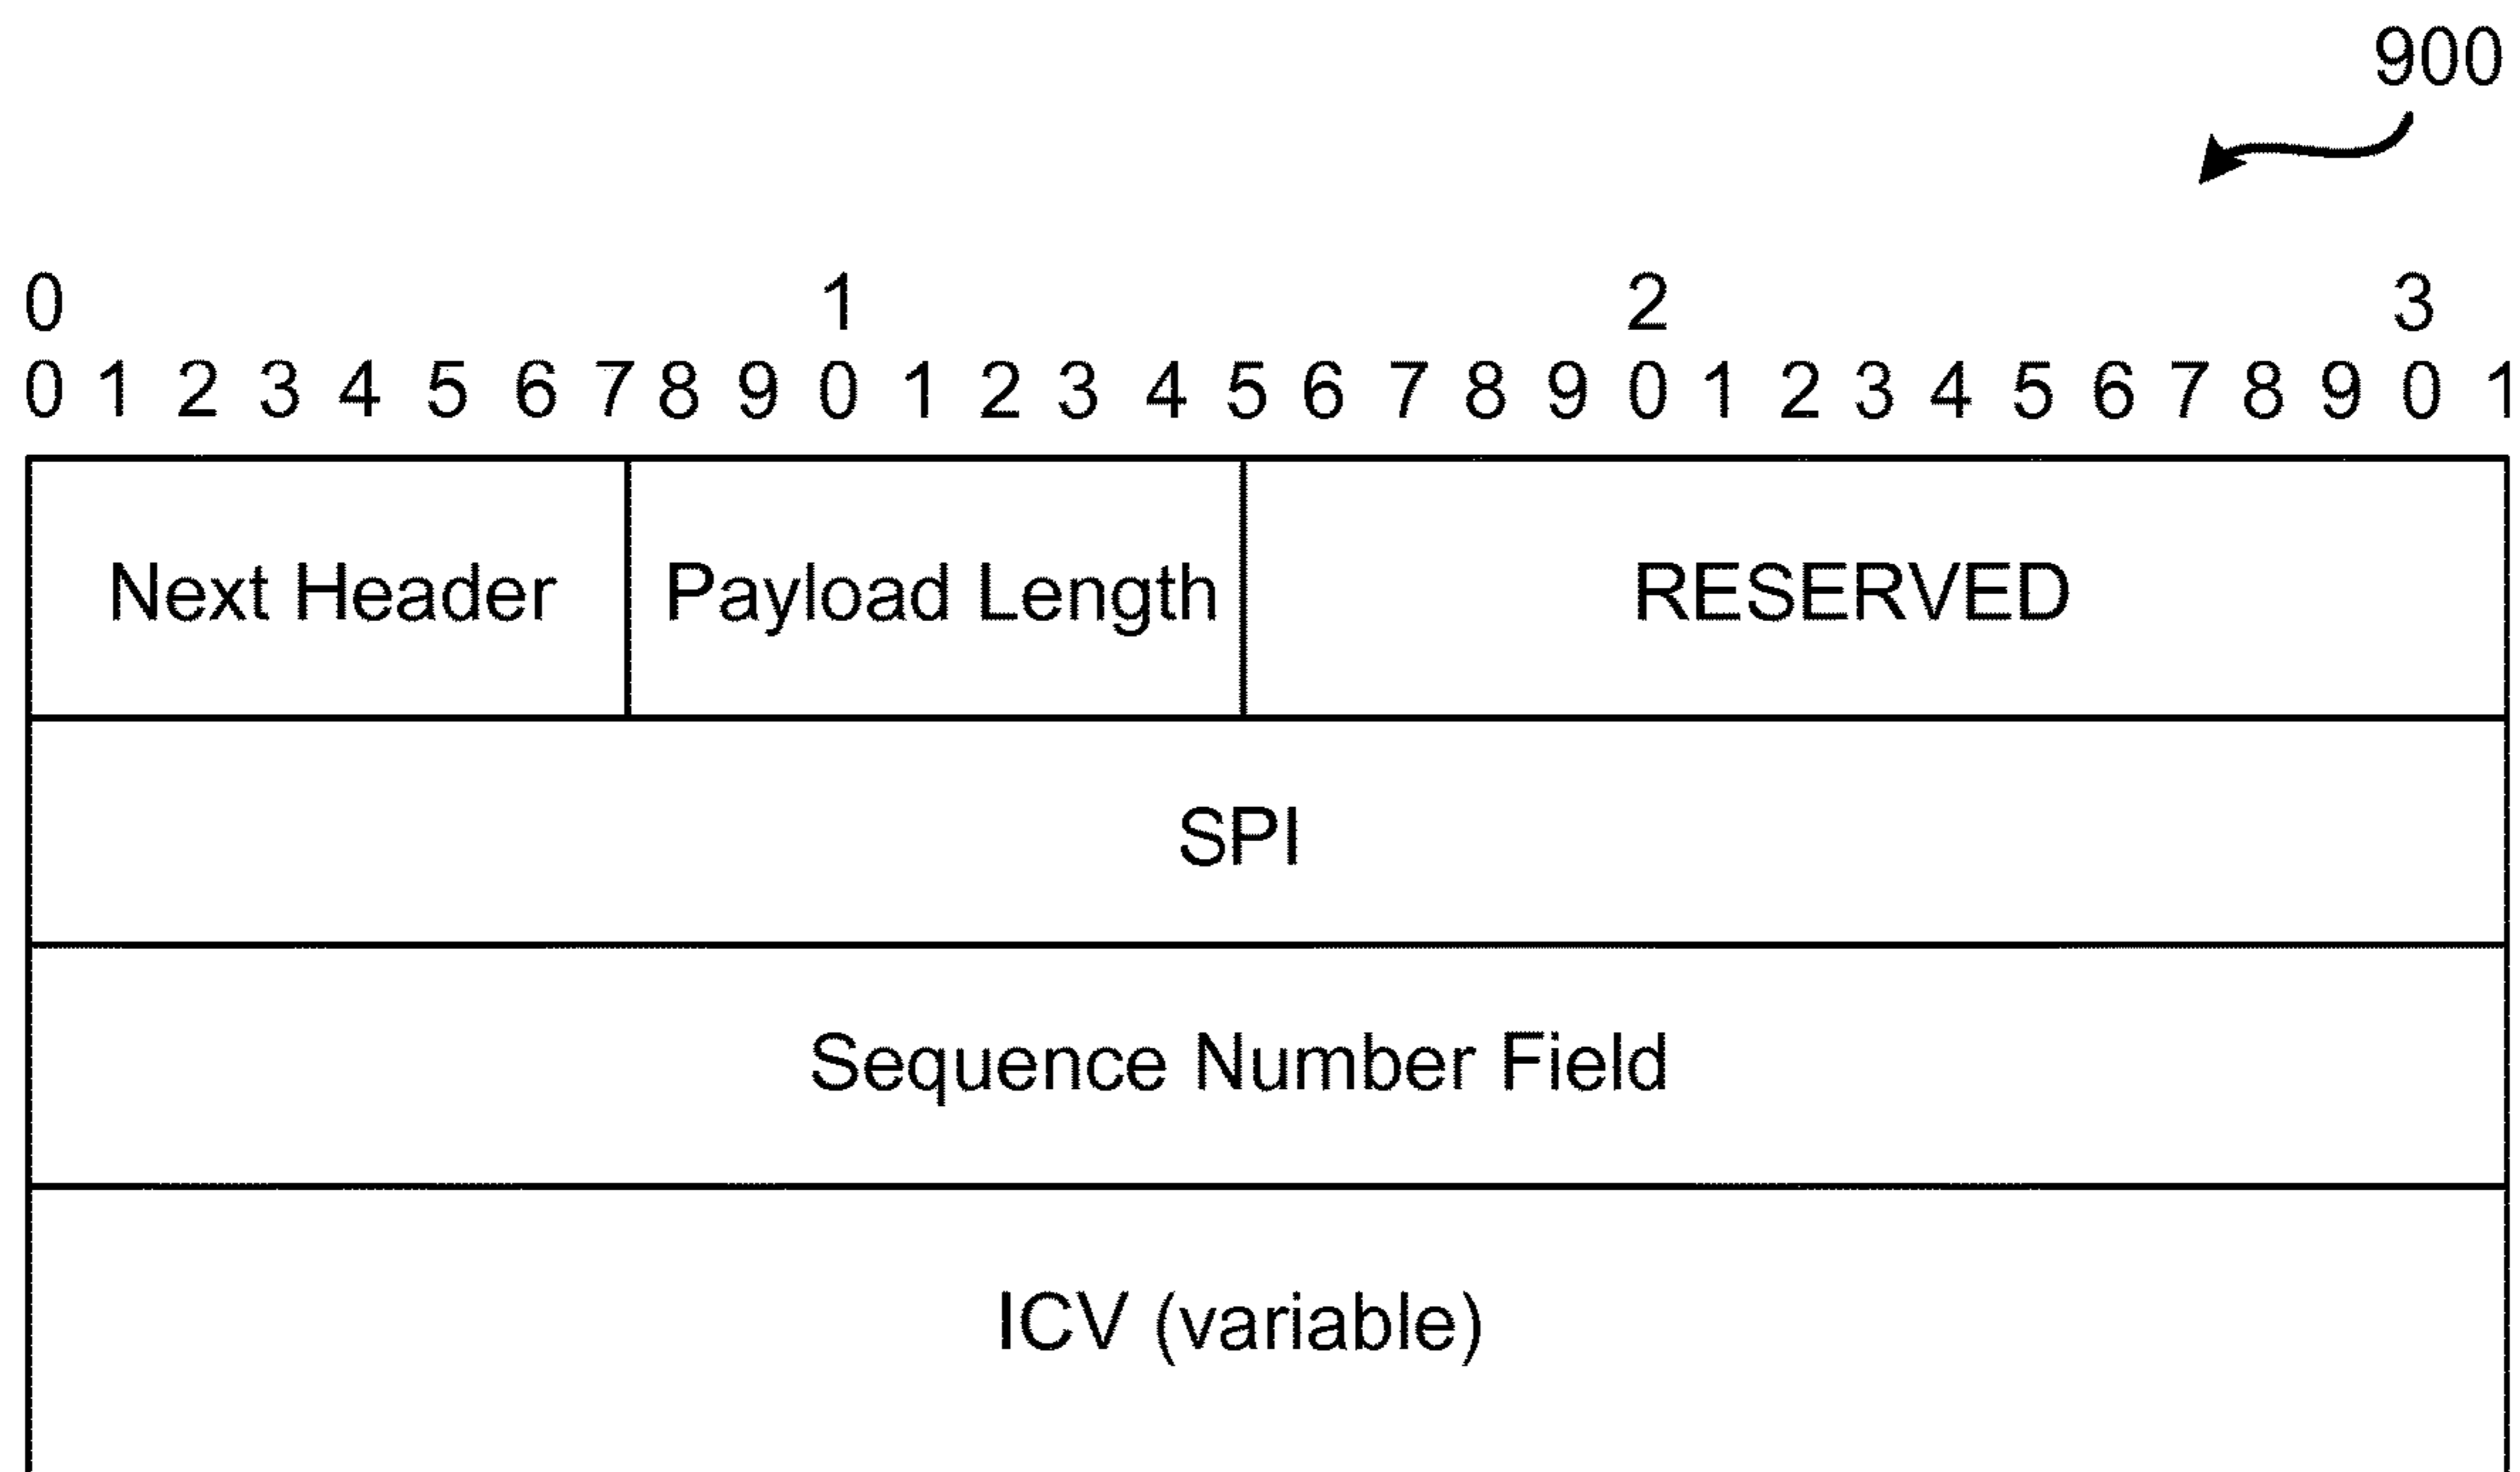 900
0 1 2 3
0 1 2 3 4 5 6 7 8 9 0 1 2 3 4 5 6 7 8 9 0 1 2 3 4 5 6 7 8 9 0 1
Next Header Payload Length RESERVED
SPI
Sequence Number Field
ICV (variable)